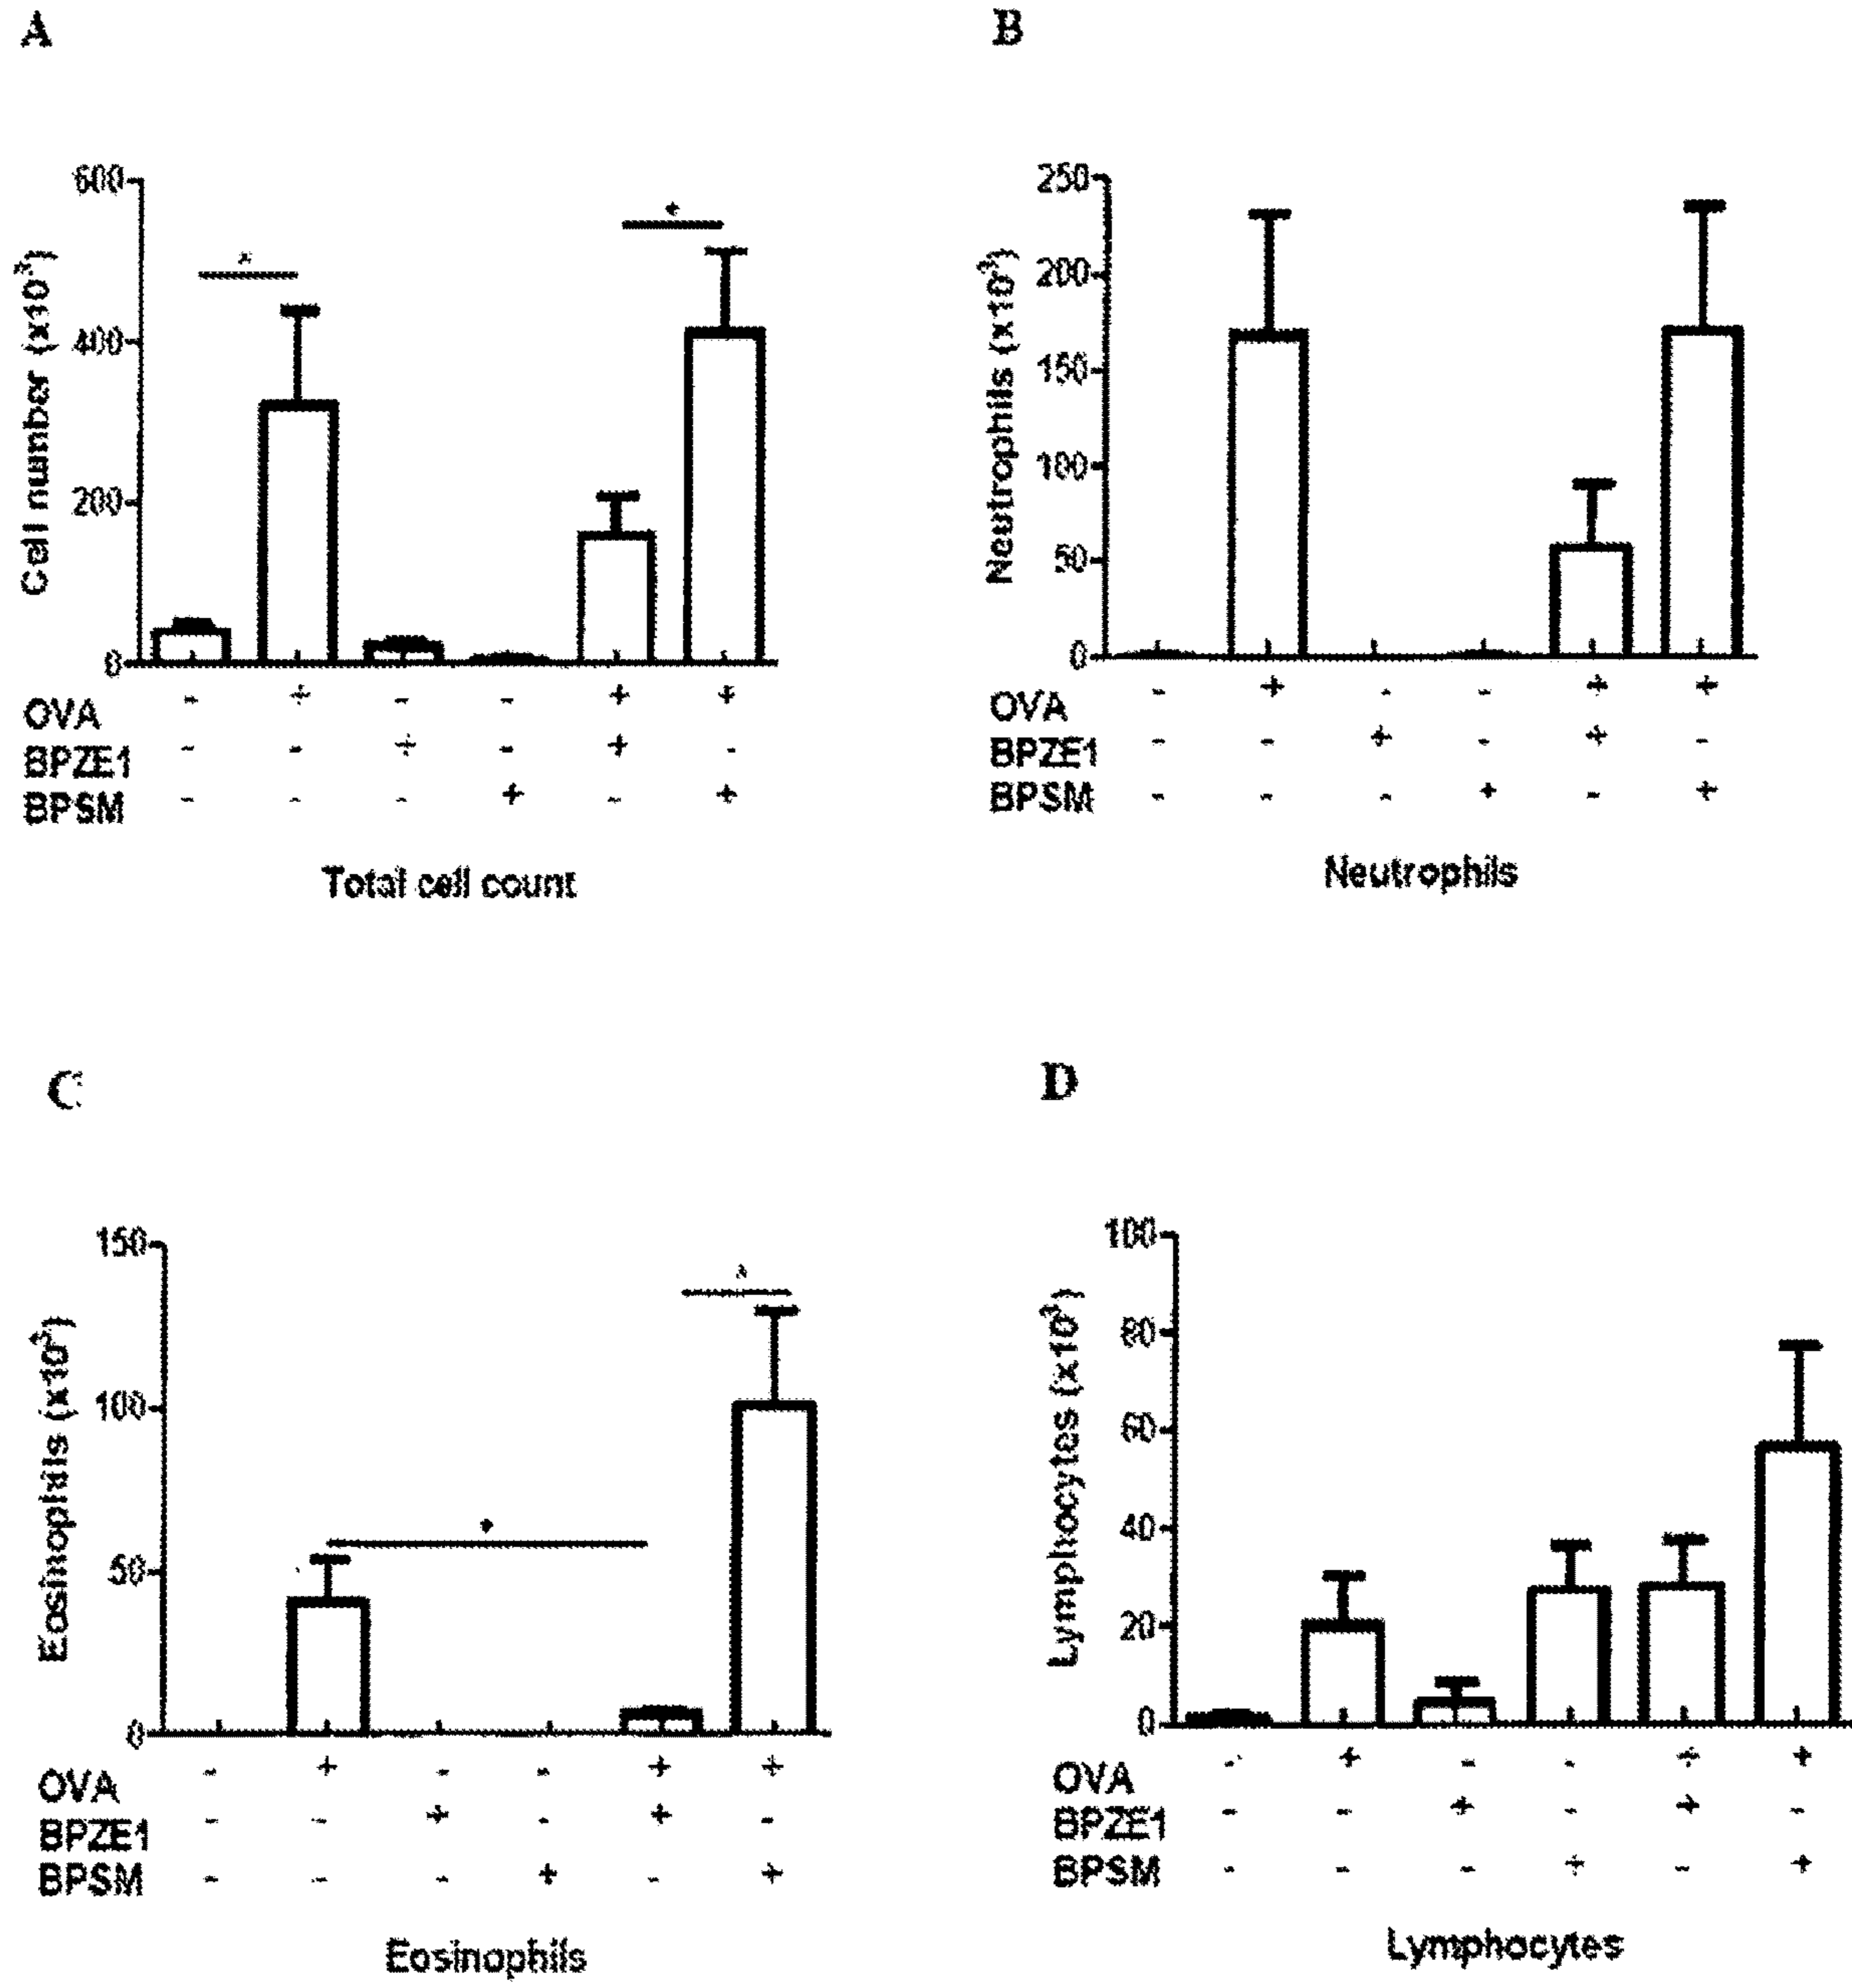 A
600
400
200
0
Cell number (x10³)
*
*
OVA - + - - + +
BPZE1 - - + - + -
BPSM - - - + - +
Total cell count
B
250
200
150
100
50
0
Neutrophils (x10³)
OVA - + - - + +
BPZE1 - - + - + -
BPSM - - - + - +
Neutrophils
C
150
100
50
0
Eosinophils (x10³)
*
*
OVA - + - - + +
BPZE1 - - + - + -
BPSM - - - + - +
Eosinophils
D
100
80
60
40
20
0
Lymphocytes (x10³)
OVA - + - - + +
BPZE1 - - + - + -
BPSM - - - + - +
Lymphocytes